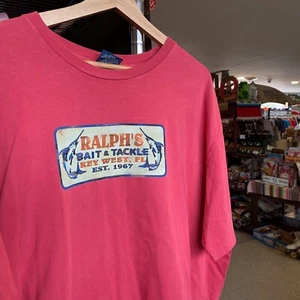 RALPH'S
BAIT & TACKLE
KEY WEST, FL
EST. 1967